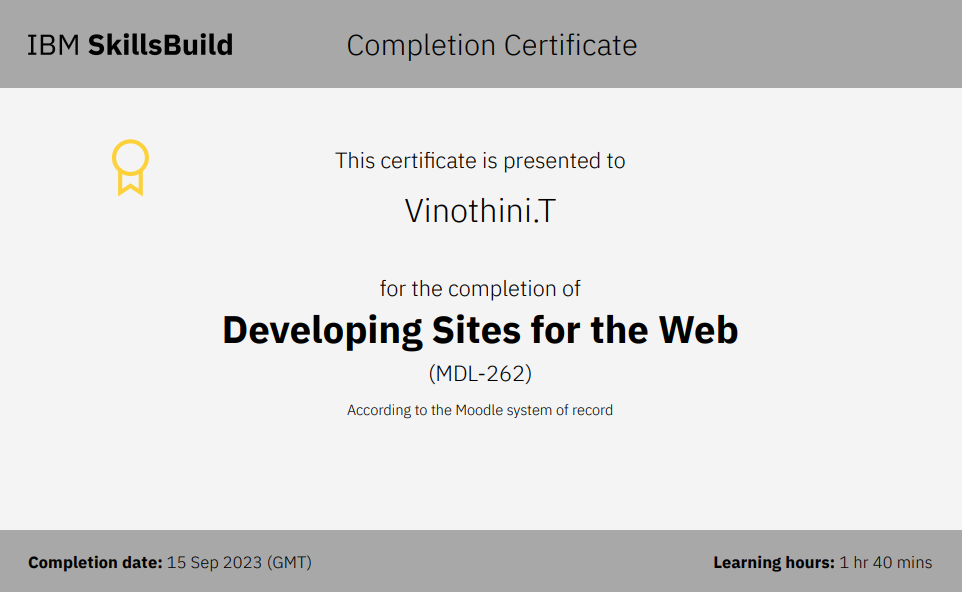 IBM SkillsBuild
Completion Certificate
This certificate is presented to
Vinothini.T
for the completion of
Developing Sites for the Web
(MDL-262)
According to the Moodle system of record
Completion date: 15 Sep 2023 (GMT)
Learning hours: 1 hr 40 mins